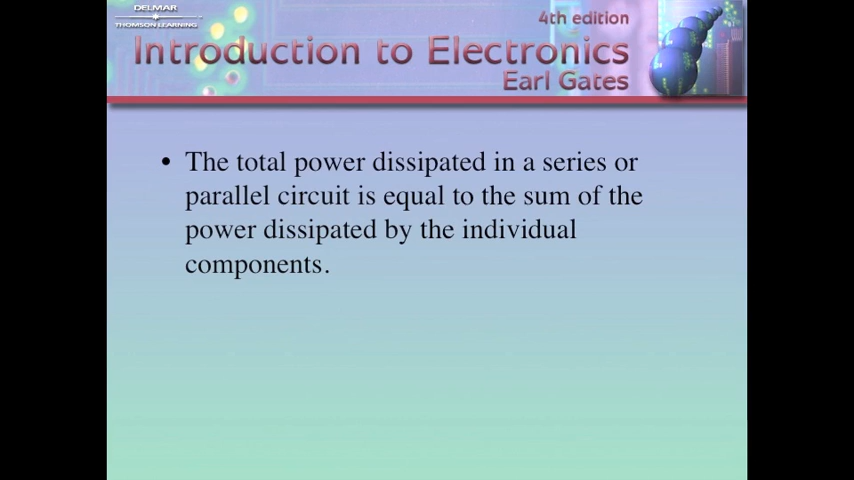 DELMAR
THOMSON LEARNING
4th edition
Introduction to Electronics
Earl Gates
• The total power dissipated in a series or
parallel circuit is equal to the sum of the
power dissipated by the individual
components.